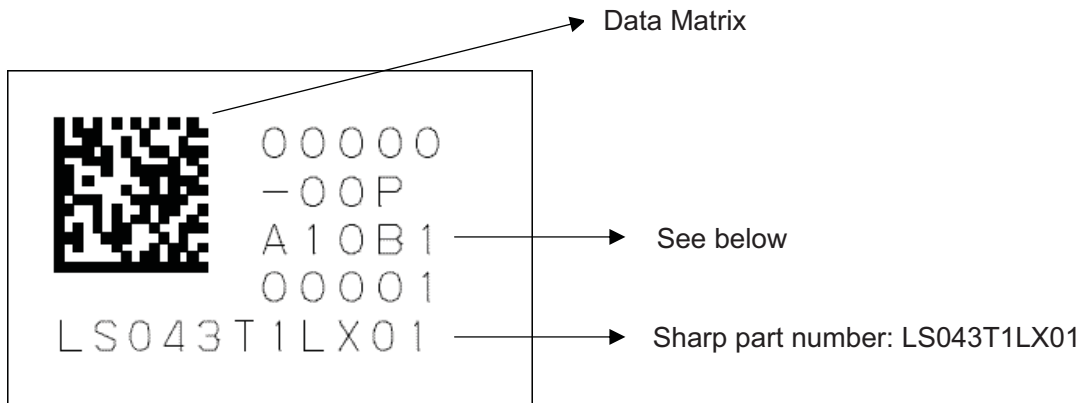 Data Matrix
00000
-00P
A10B1
See below
00001
LS043T1LX01
Sharp part number: LS043T1LX01